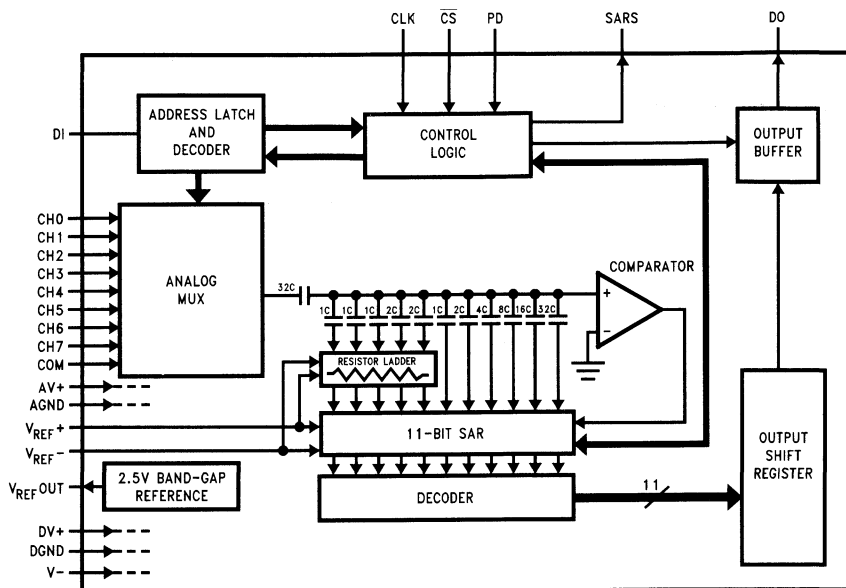 CLK CS PD SARS DO
DI
ADDRESS LATCH
AND
DECODER
CONTROL
LOGIC
OUTPUT
BUFFER
CH0
CH1
CH2
CH3
CH4
CH5
CH6
CH7
COM
ANALOG
MUX
32C
1C 1C 1C 2C 2C 1C 2C 4C 8C 16C 32C
COMPARATOR
+
−
RESISTOR LADDER
AV+
AGND
VREF+
VREF-
11-BIT SAR
VREFOUT
2.5V BAND-GAP
REFERENCE
DECODER
11
OUTPUT
SHIFT
REGISTER
DV+
DGND
V-